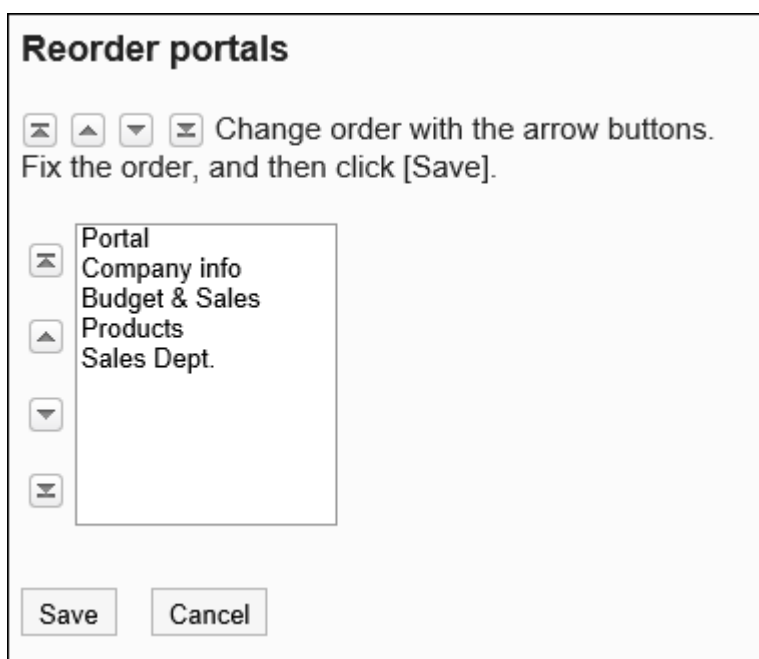 Reorder portals
Change order with the arrow buttons.
Fix the order, and then click [Save].
Portal
Company info
Budget & Sales
Products
Sales Dept.
Save
Cancel